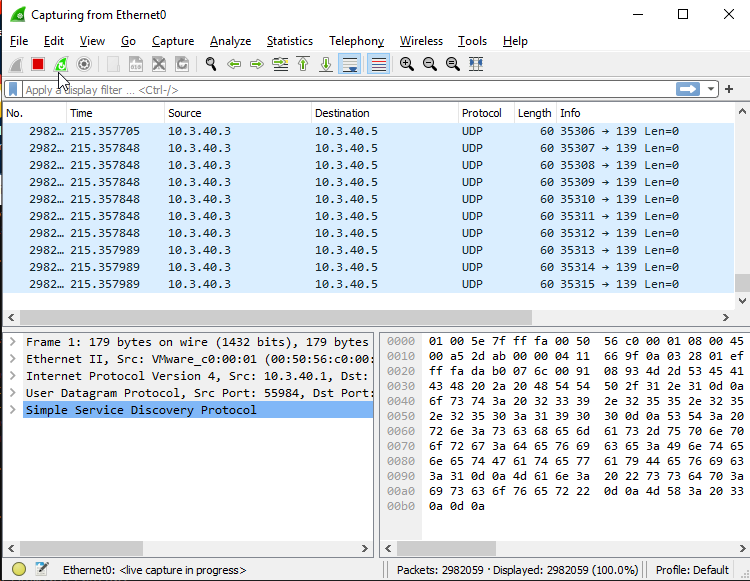 Capturing from Ethernet0
File Edit View Go Capture Analyze Statistics Telephony Wireless Tools Help
Apply a display filter ... <Ctrl-/>
No. Time Source Destination Protocol Length Info
2982… 215.357705 10.3.40.3 10.3.40.5 UDP 60 35306 → 139 Len=0
2982… 215.357848 10.3.40.3 10.3.40.5 UDP 60 35307 → 139 Len=0
2982… 215.357848 10.3.40.3 10.3.40.5 UDP 60 35308 → 139 Len=0
2982… 215.357848 10.3.40.3 10.3.40.5 UDP 60 35309 → 139 Len=0
2982… 215.357848 10.3.40.3 10.3.40.5 UDP 60 35310 → 139 Len=0
2982… 215.357848 10.3.40.3 10.3.40.5 UDP 60 35311 → 139 Len=0
2982… 215.357848 10.3.40.3 10.3.40.5 UDP 60 35312 → 139 Len=0
2982… 215.357989 10.3.40.3 10.3.40.5 UDP 60 35313 → 139 Len=0
2982… 215.357989 10.3.40.3 10.3.40.5 UDP 60 35314 → 139 Len=0
2982… 215.357989 10.3.40.3 10.3.40.5 UDP 60 35315 → 139 Len=0
Frame 1: 179 bytes on wire (1432 bits), 179 bytes
Ethernet II, Src: VMware_c0:00:01 (00:50:56:c0:00:
Internet Protocol Version 4, Src: 10.3.40.1, Dst:
User Datagram Protocol, Src Port: 55984, Dst Port:
Simple Service Discovery Protocol
0000 01 00 5e 7f ff fa 00 50 56 c0 00 01 08 00 45
0010 00 a5 2d ab 00 00 04 11 66 9f 0a 03 28 01 ef
0020 ff fa da b0 07 6c 00 91 08 93 4d 2d 53 45 41
0030 43 48 20 2a 20 48 54 54 50 2f 31 2e 31 0d 0a
0040 6f 73 74 3a 20 32 33 39 2e 32 35 35 2e 32 35
0050 2e 32 35 30 3a 31 39 30 30 0d 0a 53 54 3a 20
0060 72 6e 3a 73 63 68 65 6d 61 73 2d 75 70 6e 70
0070 6f 72 67 3a 64 65 76 69 63 65 3a 49 6e 74 65
0080 6e 65 74 47 61 74 65 77 61 79 44 65 76 69 63
0090 3a 31 0d 0a 4d 61 6e 3a 20 22 73 73 64 70 3a
00a0 69 73 63 6f 76 65 72 22 0d 0a 4d 58 3a 20 33
00b0 0a 0d 0a
Ethernet0: <live capture in progress>
Packets: 2982059 · Displayed: 2982059 (100.0%)
Profile: Default